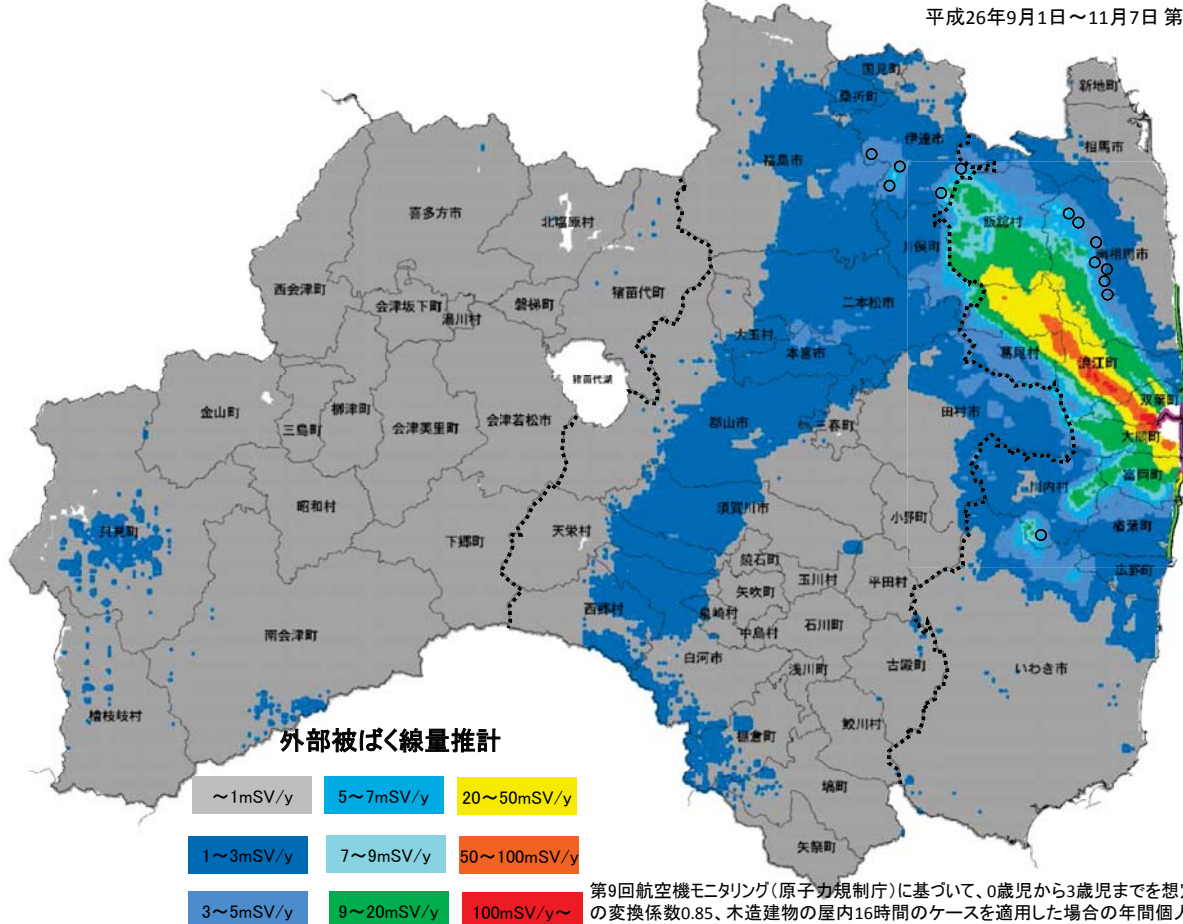 平成26年9月1日～11月7日 第
国見町
桑折町
新地町
伊達市
相馬市
福島市
喜多方市
北塩原村
飯舘村
川俣町
南相馬市
西会津町
猪苗代町
会津坂下町
磐梯町
湯川村
二本松市
大玉村
本宮市
葛尾村
浪江町
猪苗代湖
双葉町
金山町
柳津町
三島町
会津美里町
会津若松市
郡山市
三春町
田村市
大熊町
富岡町
川内村
昭和村
須賀川市
小野町
只見町
下郷町
天栄村
楢葉町
鏡石町
広野町
矢吹町
玉川村
平田村
西郷村
泉崎村
中島村
石川町
南会津町
白河市
浅川町
古殿町
いわき市
檜枝岐村
鮫川村
棚倉町
塙町
矢祭町
外部被ばく線量推計
～1mSV/y
5～7mSV/y
20～50mSV/y
1～3mSV/y
7～9mSV/y
50～100mSV/y
3～5mSV/y
9～20mSV/y
100mSV/y～
第9回航空機モニタリング（原子力規制庁）に基づいて、0歳児から3歳児までを想
の変換係数0.85、木造建物の屋内16時間のケースを適用した場合の年間個